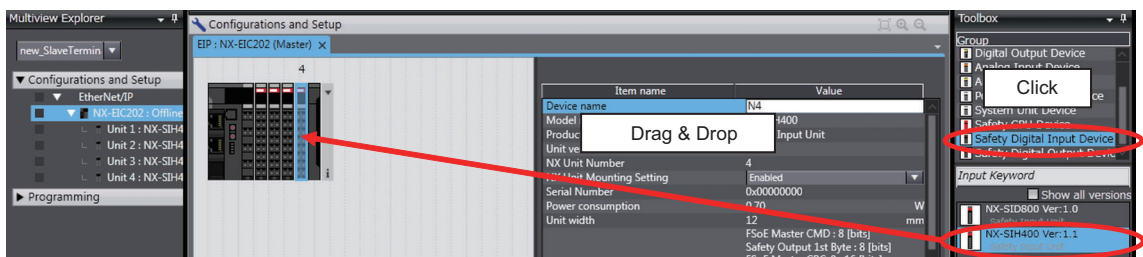 Multiview Explorer
new_SlaveTermin
Configurations and Setup
EtherNet/IP
NX-EIC202 : Offline
Unit 1 : NX-SIH4
Unit 2 : NX-SIH4
Unit 3 : NX-SIH4
Unit 4 : NX-SIH4
Programming
Configurations and Setup
EIP : NX-EIC202 (Master)
4
i
Item name Value
Device name N4
Model H400
Produc Input Unit
Unit ve
NX Unit Number 4
NX Unit Mounting Setting Enabled
Serial Number 0x00000000
Power consumption 0.70 W
Unit width 12 mm
FSoE Master CMD : 8 [bits]
Safety Output 1st Byte : 8 [bits]
Drag & Drop
Toolbox
Group
Digital Output Device
Analog Input Device
System Unit Device
Safety CPU Device
Safety Digital Input Device
Safety Digital Output Device
Click
Input Keyword
Show all versions
NX-SID800 Ver:1.0
Safety Input Unit
NX-SIH400 Ver:1.1
Safety Input Unit